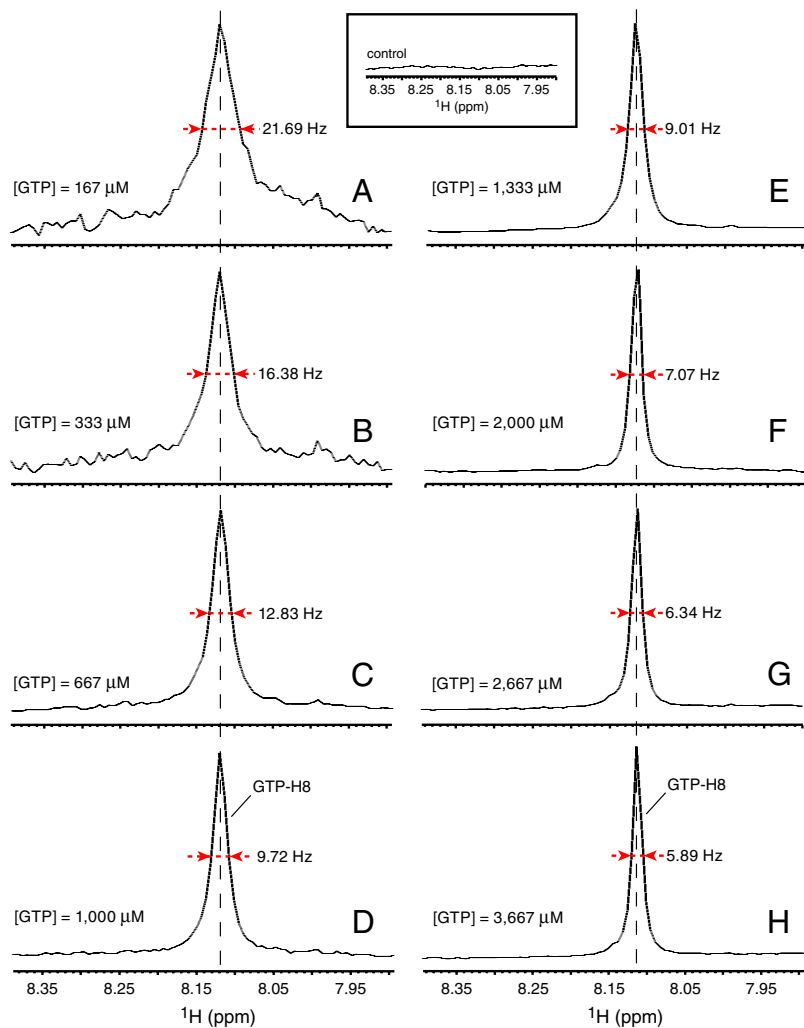 control
8.35 8.25 8.15 8.05 7.95
¹H (ppm)
21.69 Hz
[GTP] = 167 µM
A
9.01 Hz
[GTP] = 1,333 µM
E
16.38 Hz
[GTP] = 333 µM
B
7.07 Hz
[GTP] = 2,000 µM
F
12.83 Hz
[GTP] = 667 µM
C
6.34 Hz
[GTP] = 2,667 µM
G
GTP-H8
9.72 Hz
[GTP] = 1,000 µM
D
8.35 8.25 8.15 8.05 7.95
¹H (ppm)
GTP-H8
5.89 Hz
[GTP] = 3,667 µM
H
8.35 8.25 8.15 8.05 7.95
¹H (ppm)